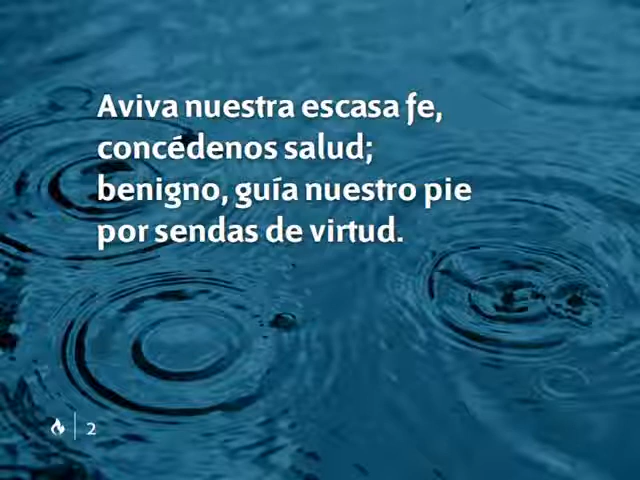 Aviva nuestra escasa fe,
concédenos salud;
benigno, guía nuestro pie
por sendas de virtud.
2